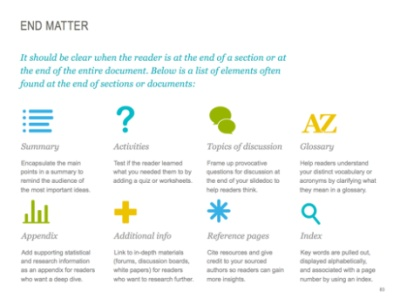 END MATTER
It should be clear when the reader is at the end of a section or at
the end of the entire document. Below is a list of elements often
found at the end of sections or documents:
?
AZ
Summary
Activities
Topics of discussion
Glossary
Encapsulate the main
points in a summary to
remind the audience of
the most important ideas.
Test if the reader learned
what you needed them to by
adding a quiz or worksheets.
Frame up provocative
questions for discussion at
the end of your slidedoc to
help readers think.
Help readers understand
your distinct vocabulary or
acronyms by clarifying what
they mean in a glossary.
Appendix
Additional info
Reference pages
Index
Add supporting statistical
and research information
as an appendix for readers
who want a deep dive.
Link to in-depth materials
(forums, discussion boards,
white papers) for readers
who want to research further.
Cite resources and give
credit to your sourced
authors so readers can gain
more insights.
Key words are pulled out,
displayed alphabetically,
and associated with a page
number by using an index.